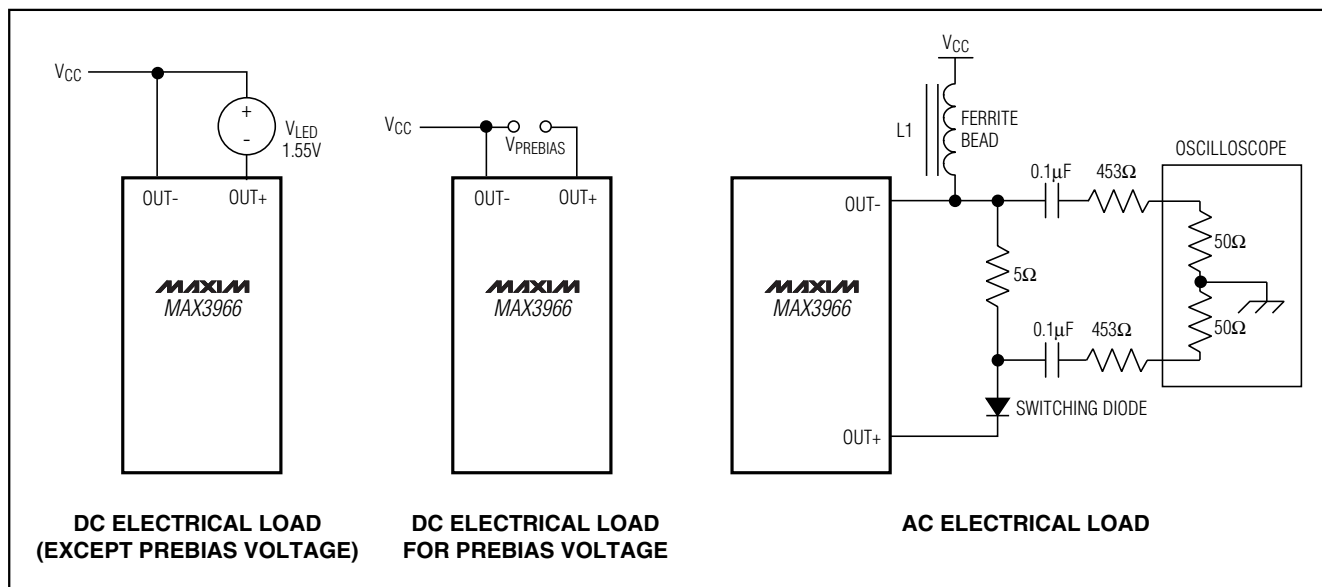 VCC
+
-
VLED
1.55V
OUT-
OUT+
MAXIM
MAX3966
DC ELECTRICAL LOAD
(EXCEPT PREBIAS VOLTAGE)
VCC
VPREBIAS
OUT-
OUT+
MAXIM
MAX3966
DC ELECTRICAL LOAD
FOR PREBIAS VOLTAGE
VCC
L1
FERRITE
BEAD
OSCILLOSCOPE
0.1μF
453Ω
OUT-
50Ω
5Ω
MAXIM
MAX3966
0.1μF
453Ω
50Ω
SWITCHING DIODE
OUT+
AC ELECTRICAL LOAD